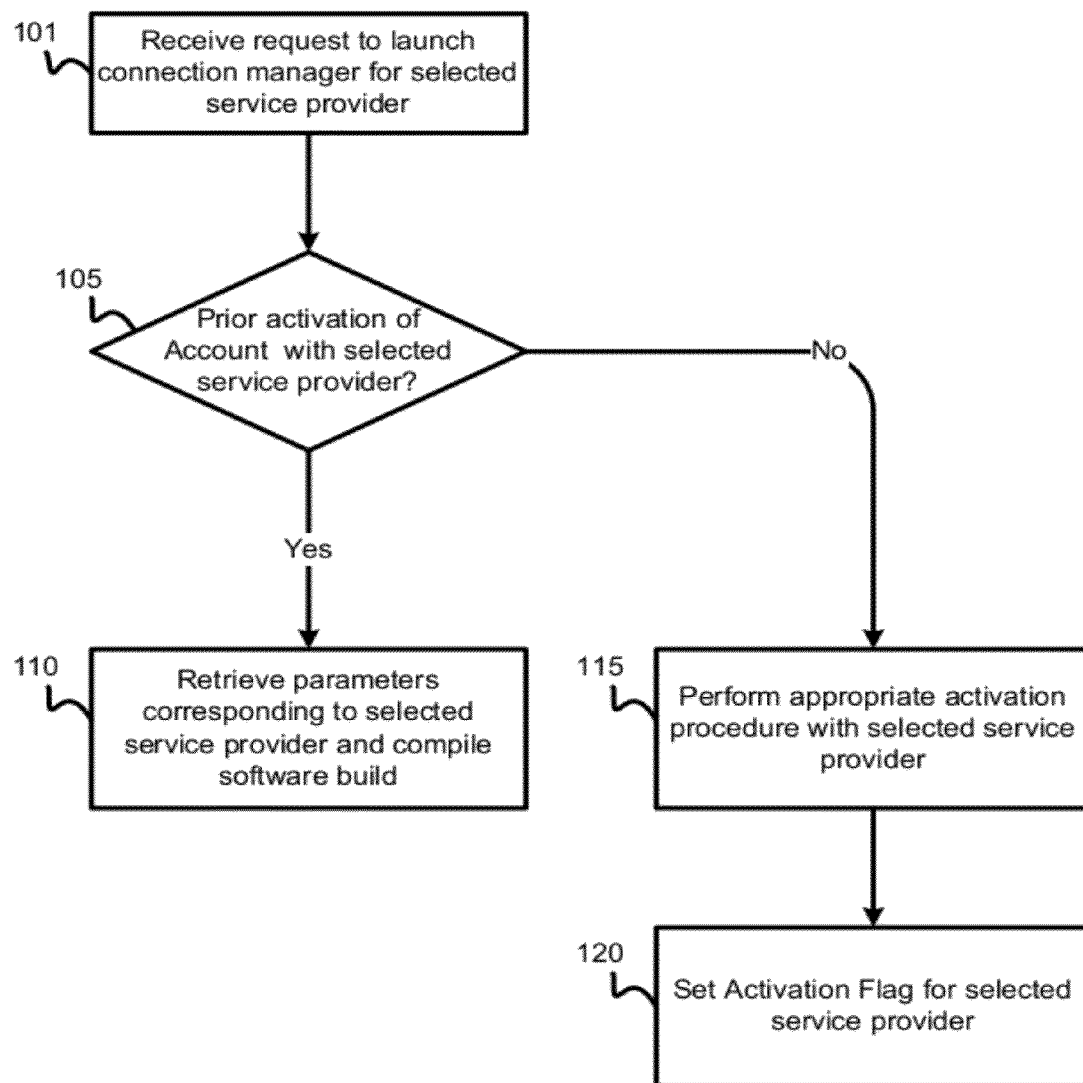 101
Receive request to launch
connection manager for selected
service provider
105
Prior activation of
Account with selected
service provider?
No
Yes
110
Retrieve parameters
corresponding to selected
service provider and compile
software build
115
Perform appropriate activation
procedure with selected service
provider
120
Set Activation Flag for selected
service provider